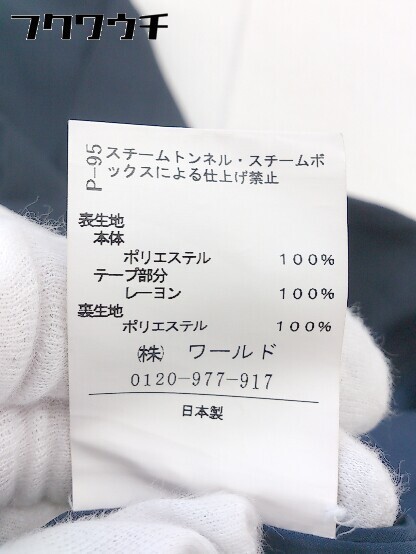 フクワウチ
P-95
スチームトンネル・スチームボ
ックスによる仕上げ禁止
表生地
本体
ポリエステル 100%
テープ部分
レーヨン 100%
裏生地
ポリエステル 100%
㈱ ワールド
0120-977-917
日本製